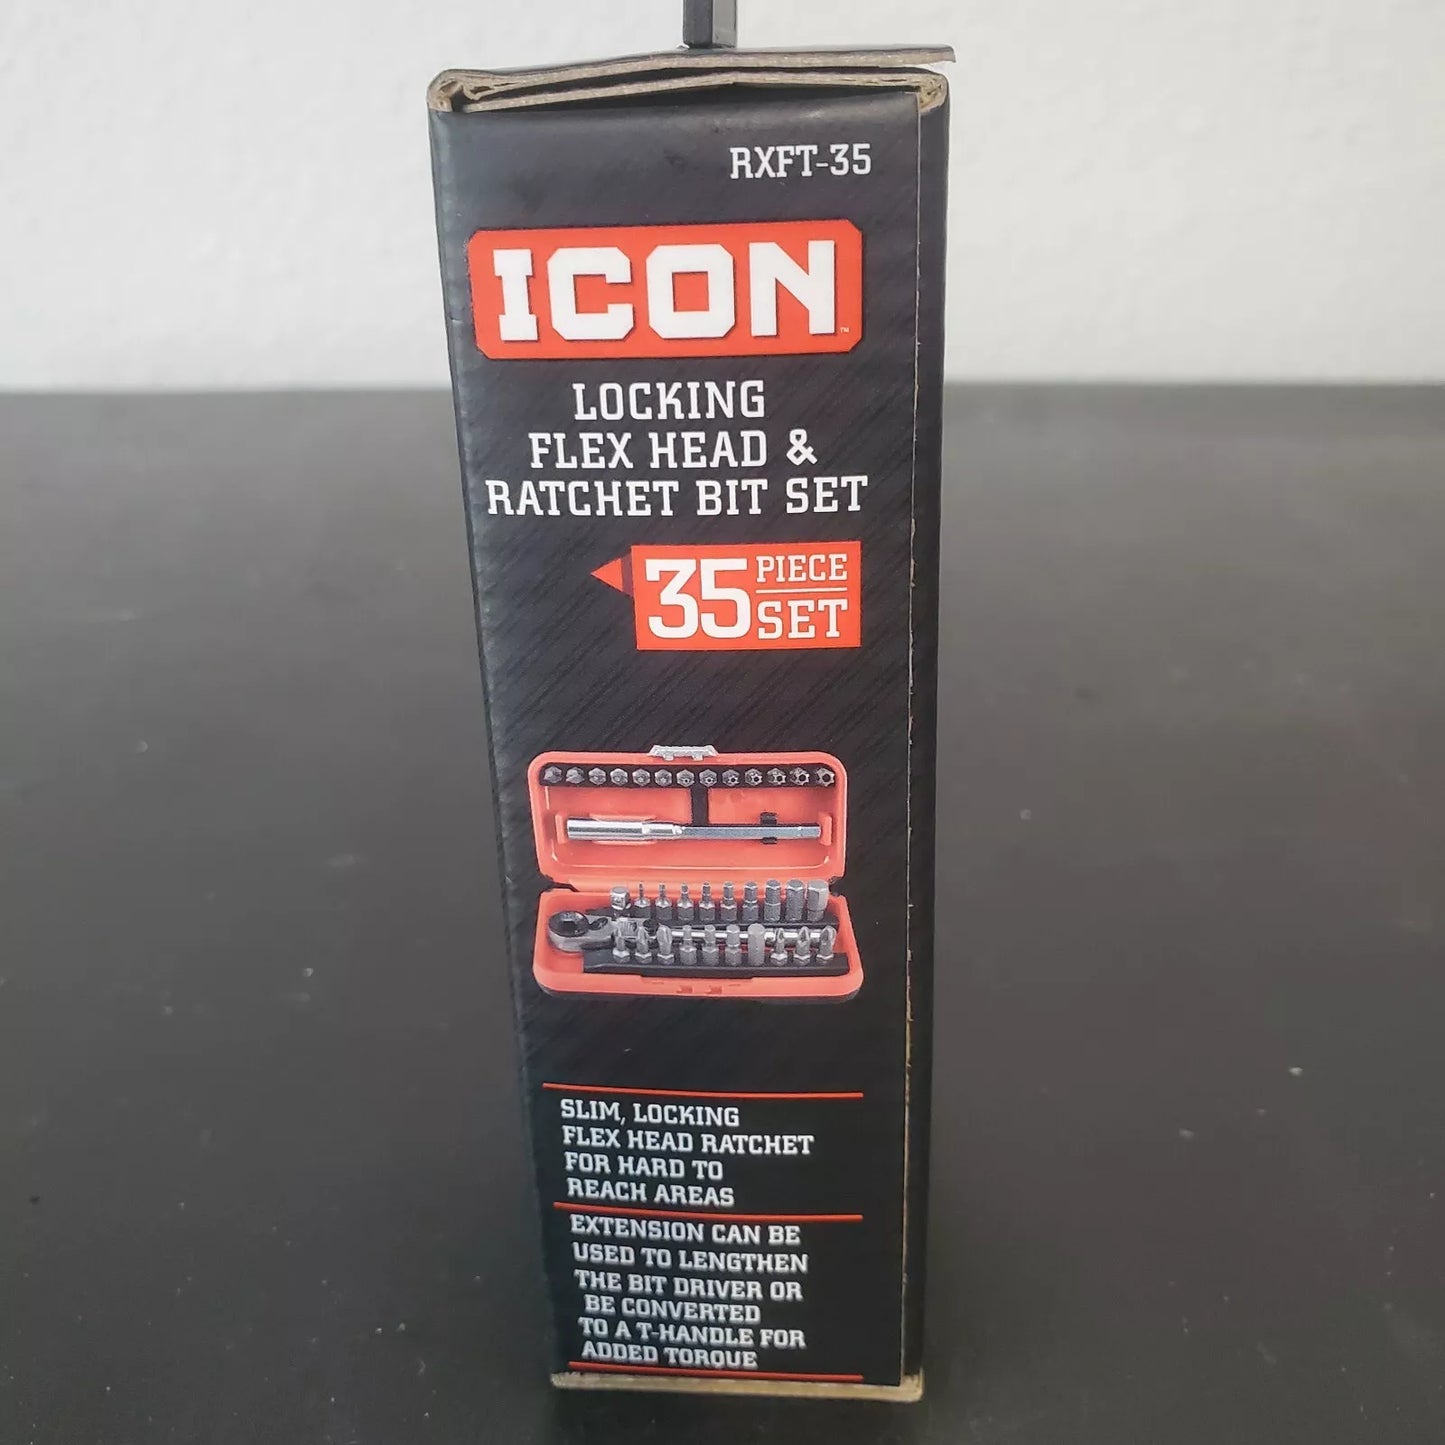 RXFT-35
ICON™
LOCKING
FLEX HEAD &
RATCHET BIT SET
35 PIECE
SET
SLIM, LOCKING
FLEX HEAD RATCHET
FOR HARD TO
REACH AREAS
EXTENSION CAN BE
USED TO LENGTHEN
THE BIT DRIVER OR
BE CONVERTED
TO A T-HANDLE FOR
ADDED TORQUE